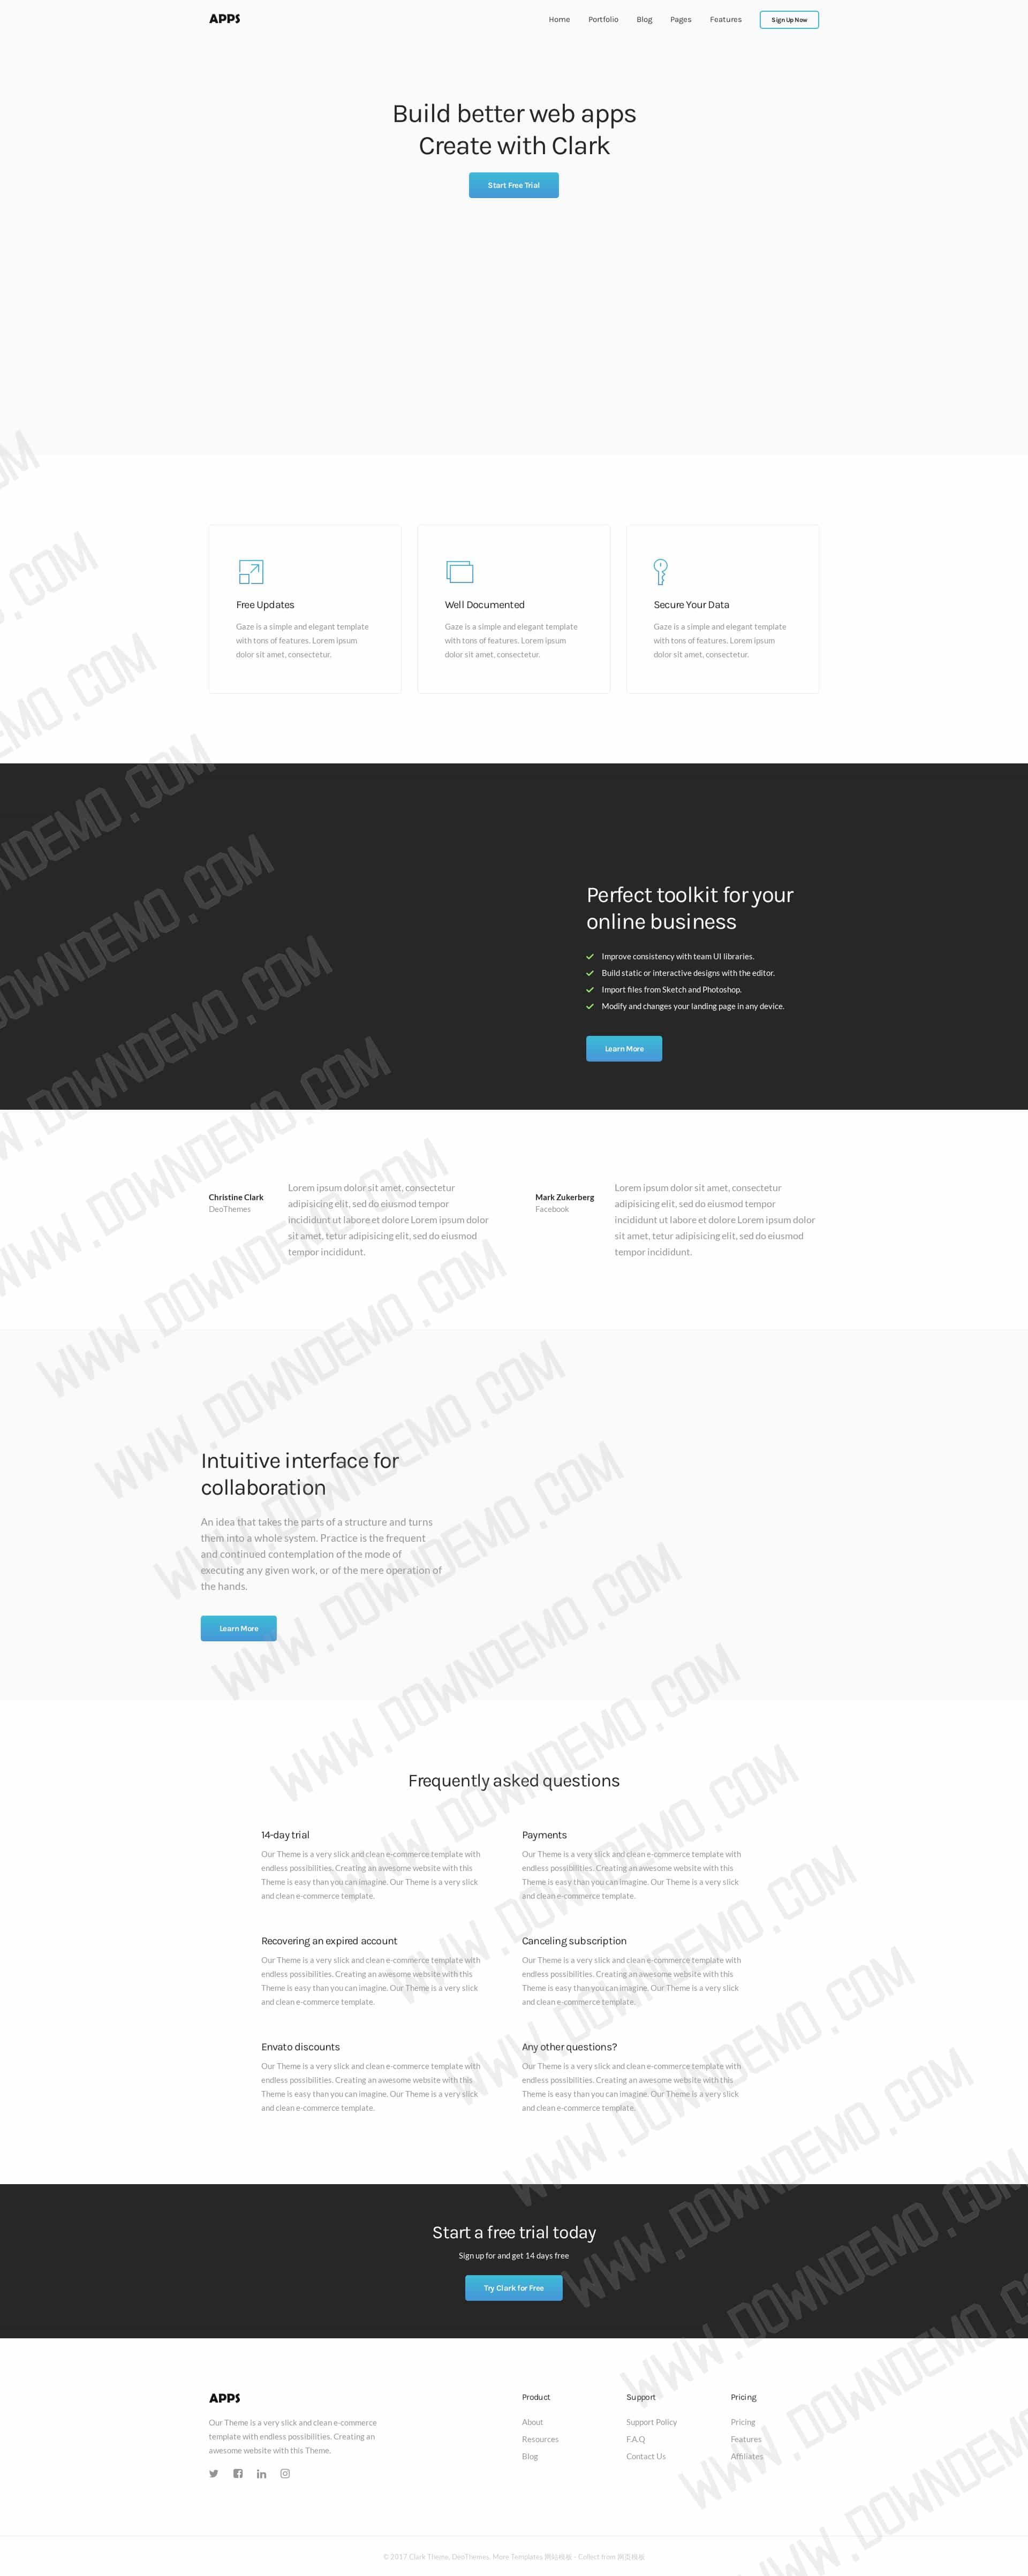 APPS
Home
Portfolio
Blog
Pages
Features
Sign Up Now
Build better web apps
Create with Clark
Start Free Trial
Free Updates
Gaze is a simple and elegant template
with tons of features. Lorem ipsum
dolor sit amet, consectetur.
Well Documented
Gaze is a simple and elegant template
with tons of features. Lorem ipsum
dolor sit amet, consectetur.
Secure Your Data
Gaze is a simple and elegant template
with tons of features. Lorem ipsum
dolor sit amet, consectetur.
Perfect toolkit for your
online business
Improve consistency with team UI libraries.
Build static or interactive designs with the editor.
Import files from Sketch and Photoshop.
Modify and changes your landing page in any device.
Learn More
Christine Clark
DeoThemes
Lorem ipsum dolor sit amet, consectetur
adipisicing elit, sed do eiusmod tempor
incididunt ut labore et dolore Lorem ipsum dolor
sit amet, tetur adipisicing elit, sed do eiusmod
tempor incididunt.
Mark Zukerberg
Facebook
Lorem ipsum dolor sit amet, consectetur
adipisicing elit, sed do eiusmod tempor
incididunt ut labore et dolore Lorem ipsum dolor
sit amet, tetur adipisicing elit, sed do eiusmod
tempor incididunt.
Intuitive interface for
collaboration
An idea that takes the parts of a structure and turns
them into a whole system. Practice is the frequent
and continued contemplation of the mode of
executing any given work, or of the mere operation of
the hands.
Learn More
Frequently asked questions
14-day trial
Our Theme is a very slick and clean e-commerce template with
endless possibilities. Creating an awesome website with this
Theme is easy than you can imagine. Our Theme is a very slick
and clean e-commerce template.
Payments
Our Theme is a very slick and clean e-commerce template with
endless possibilities. Creating an awesome website with this
Theme is easy than you can imagine. Our Theme is a very slick
and clean e-commerce template.
Recovering an expired account
Our Theme is a very slick and clean e-commerce template with
endless possibilities. Creating an awesome website with this
Theme is easy than you can imagine. Our Theme is a very slick
and clean e-commerce template.
Canceling subscription
Our Theme is a very slick and clean e-commerce template with
endless possibilities. Creating an awesome website with this
Theme is easy than you can imagine. Our Theme is a very slick
and clean e-commerce template.
Envato discounts
Our Theme is a very slick and clean e-commerce template with
endless possibilities. Creating an awesome website with this
Theme is easy than you can imagine. Our Theme is a very slick
and clean e-commerce template.
Any other questions?
Our Theme is a very slick and clean e-commerce template with
endless possibilities. Creating an awesome website with this
Theme is easy than you can imagine. Our Theme is a very slick
and clean e-commerce template.
Start a free trial today
Sign up for and get 14 days free
Try Clark for Free
APPS
Our Theme is a very slick and clean e-commerce
template with endless possibilities. Creating an
awesome website with this Theme.
Product
About
Resources
Blog
Support
Support Policy
F.A.Q
Contact Us
Pricing
Pricing
Features
Affiliates
© 2017 Clark Theme, DeoThemes. More Templates 网站模板 - Collect from 网页模板
WWW.DOWNDEMO.COM